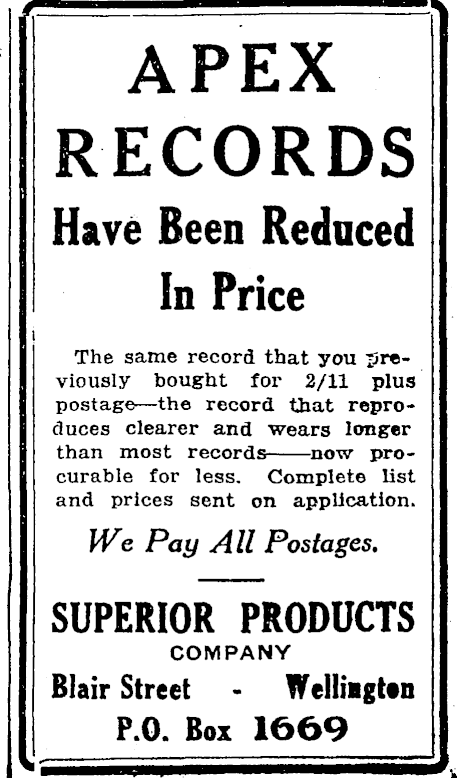 APEX
RECORDS
Have Been Reduced
In Price
The same record that you pre-
viously bought for 2/11 plus
postage—the record that repro-
duces clearer and wears longer
than most records——now pro-
curable for less. Complete list
and prices sent on application.
We Pay All Postages.
SUPERIOR PRODUCTS
COMPANY
Blair Street - Wellington
P.O. Box 1669